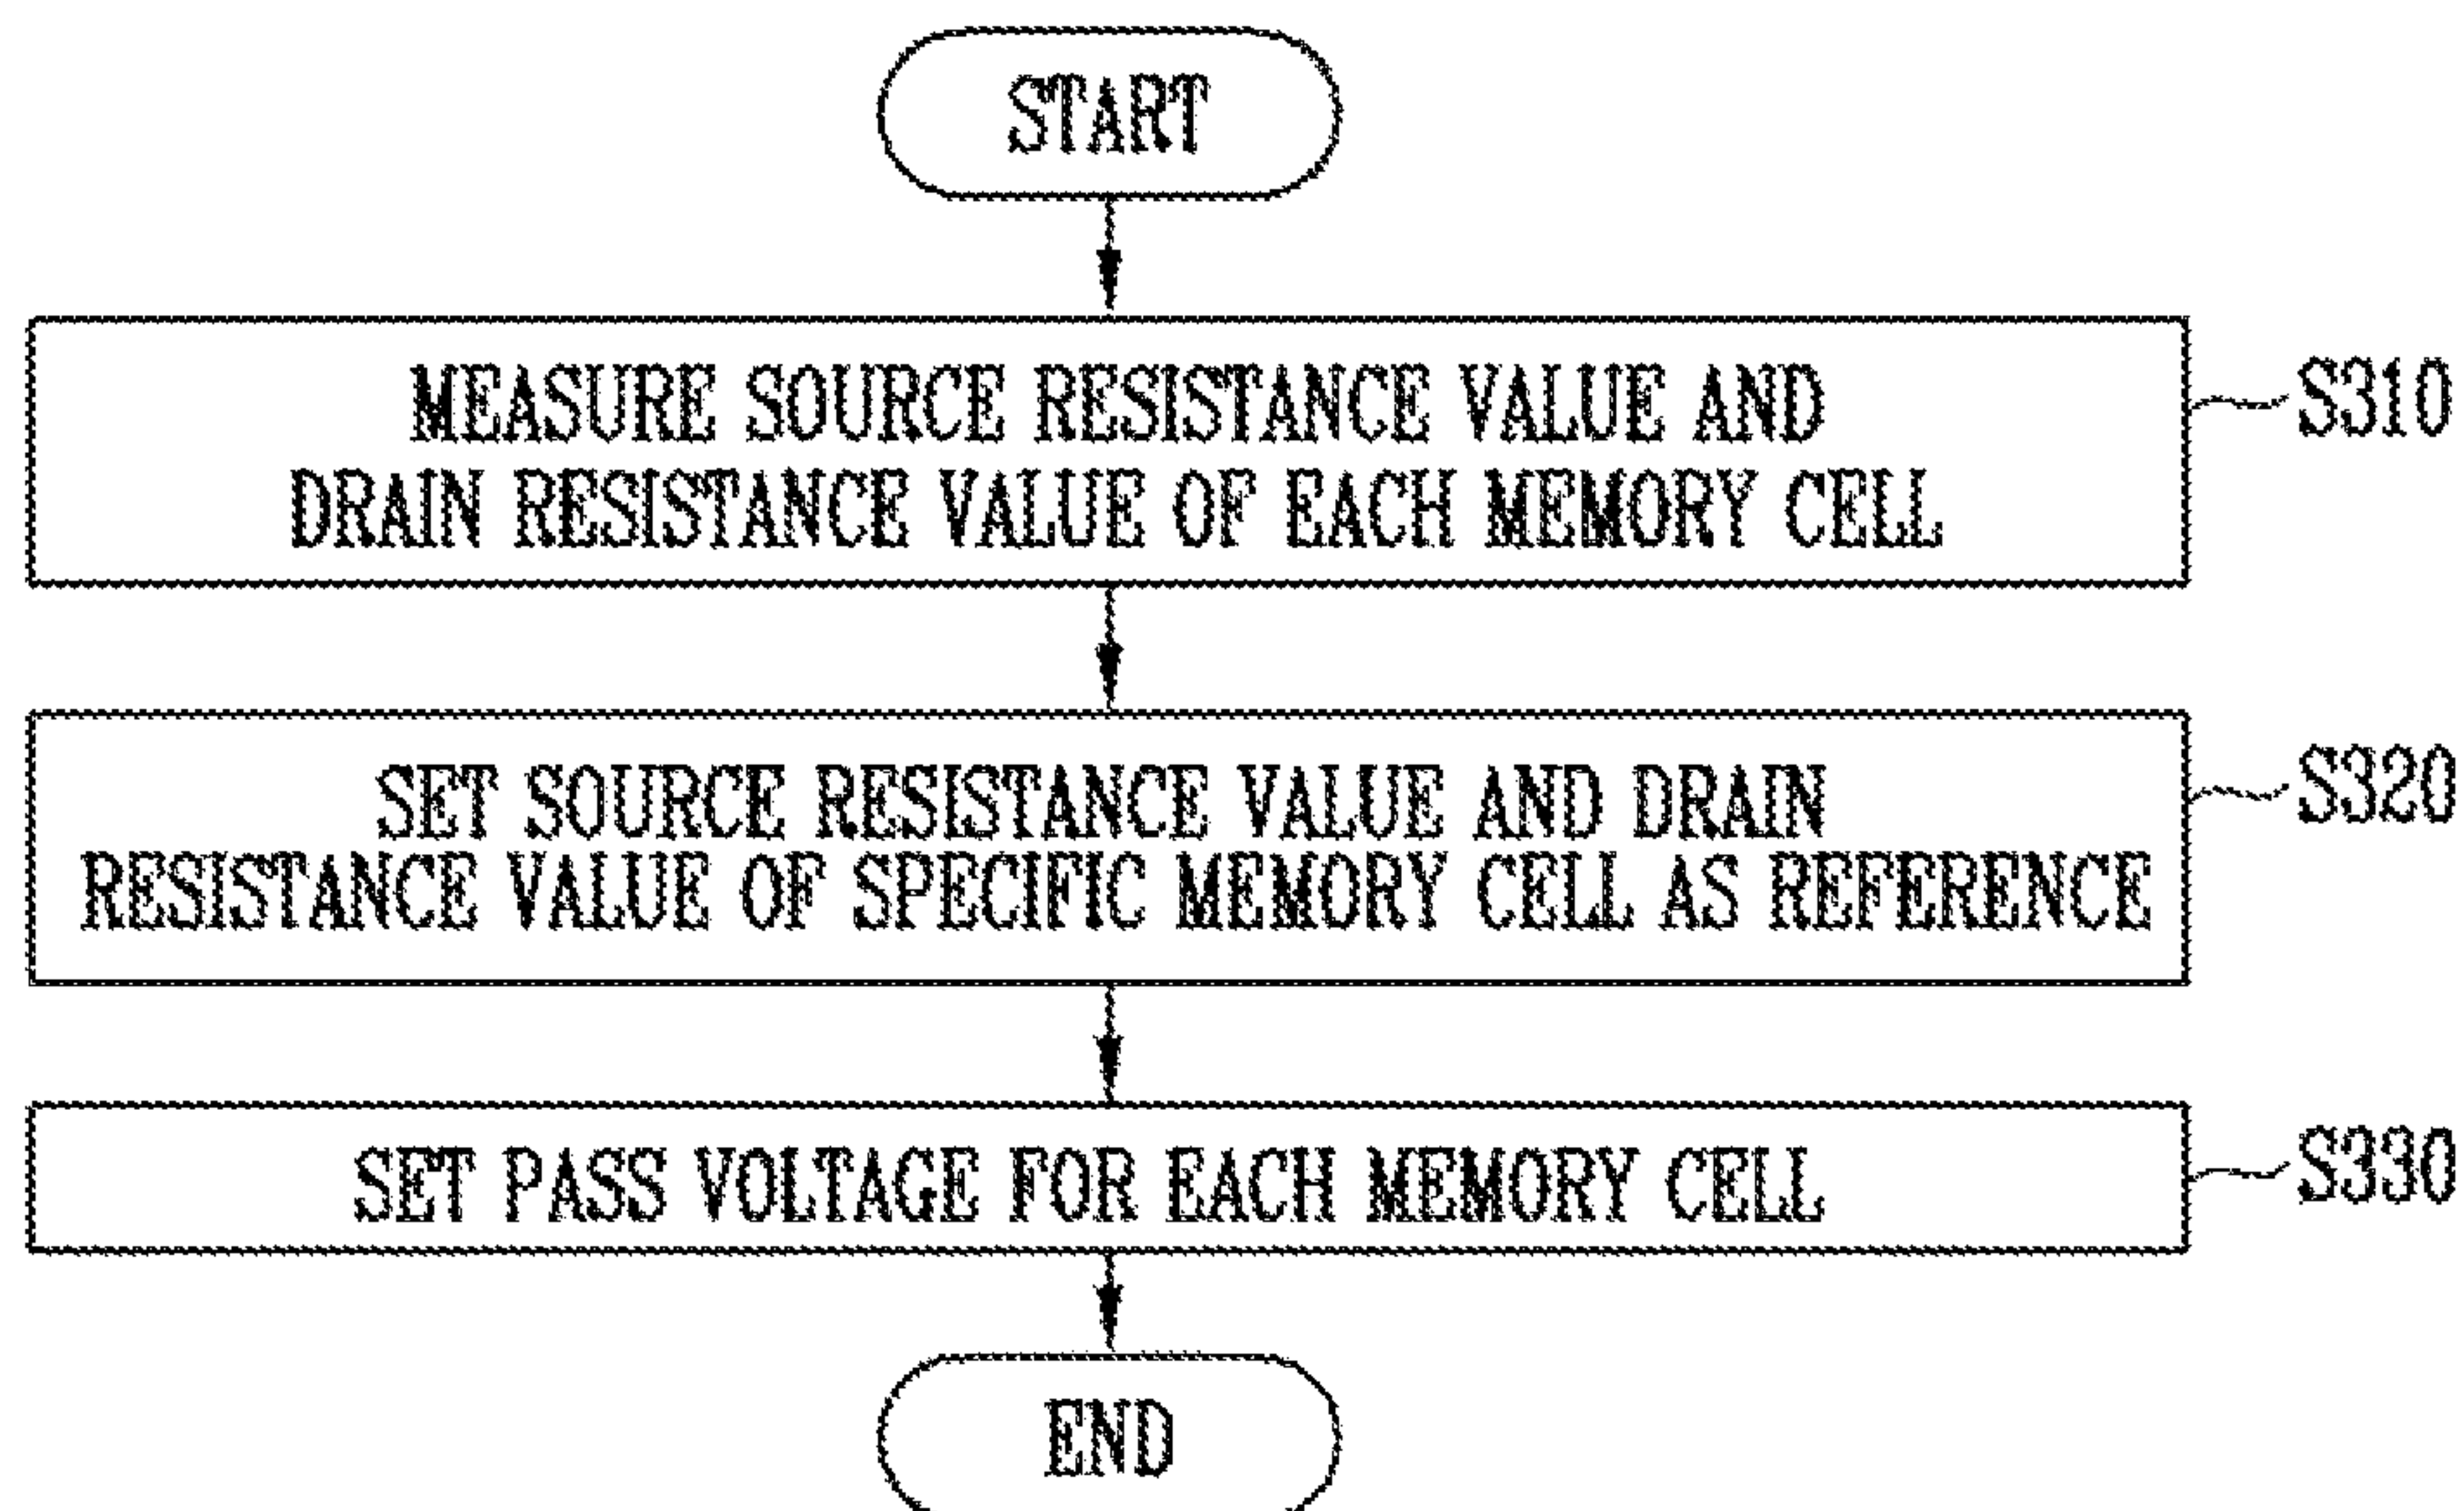 START
MEASURE SOURCE RESISTANCE VALUE AND
DRAIN RESISTANCE VALUE OF EACH MEMORY CELL
S310
SET SOURCE RESISTANCE VALUE AND DRAIN
RESISTANCE VALUE OF SPECIFIC MEMORY CELL AS REFERENCE
S320
SET PASS VOLTAGE FOR EACH MEMORY CELL
S330
END